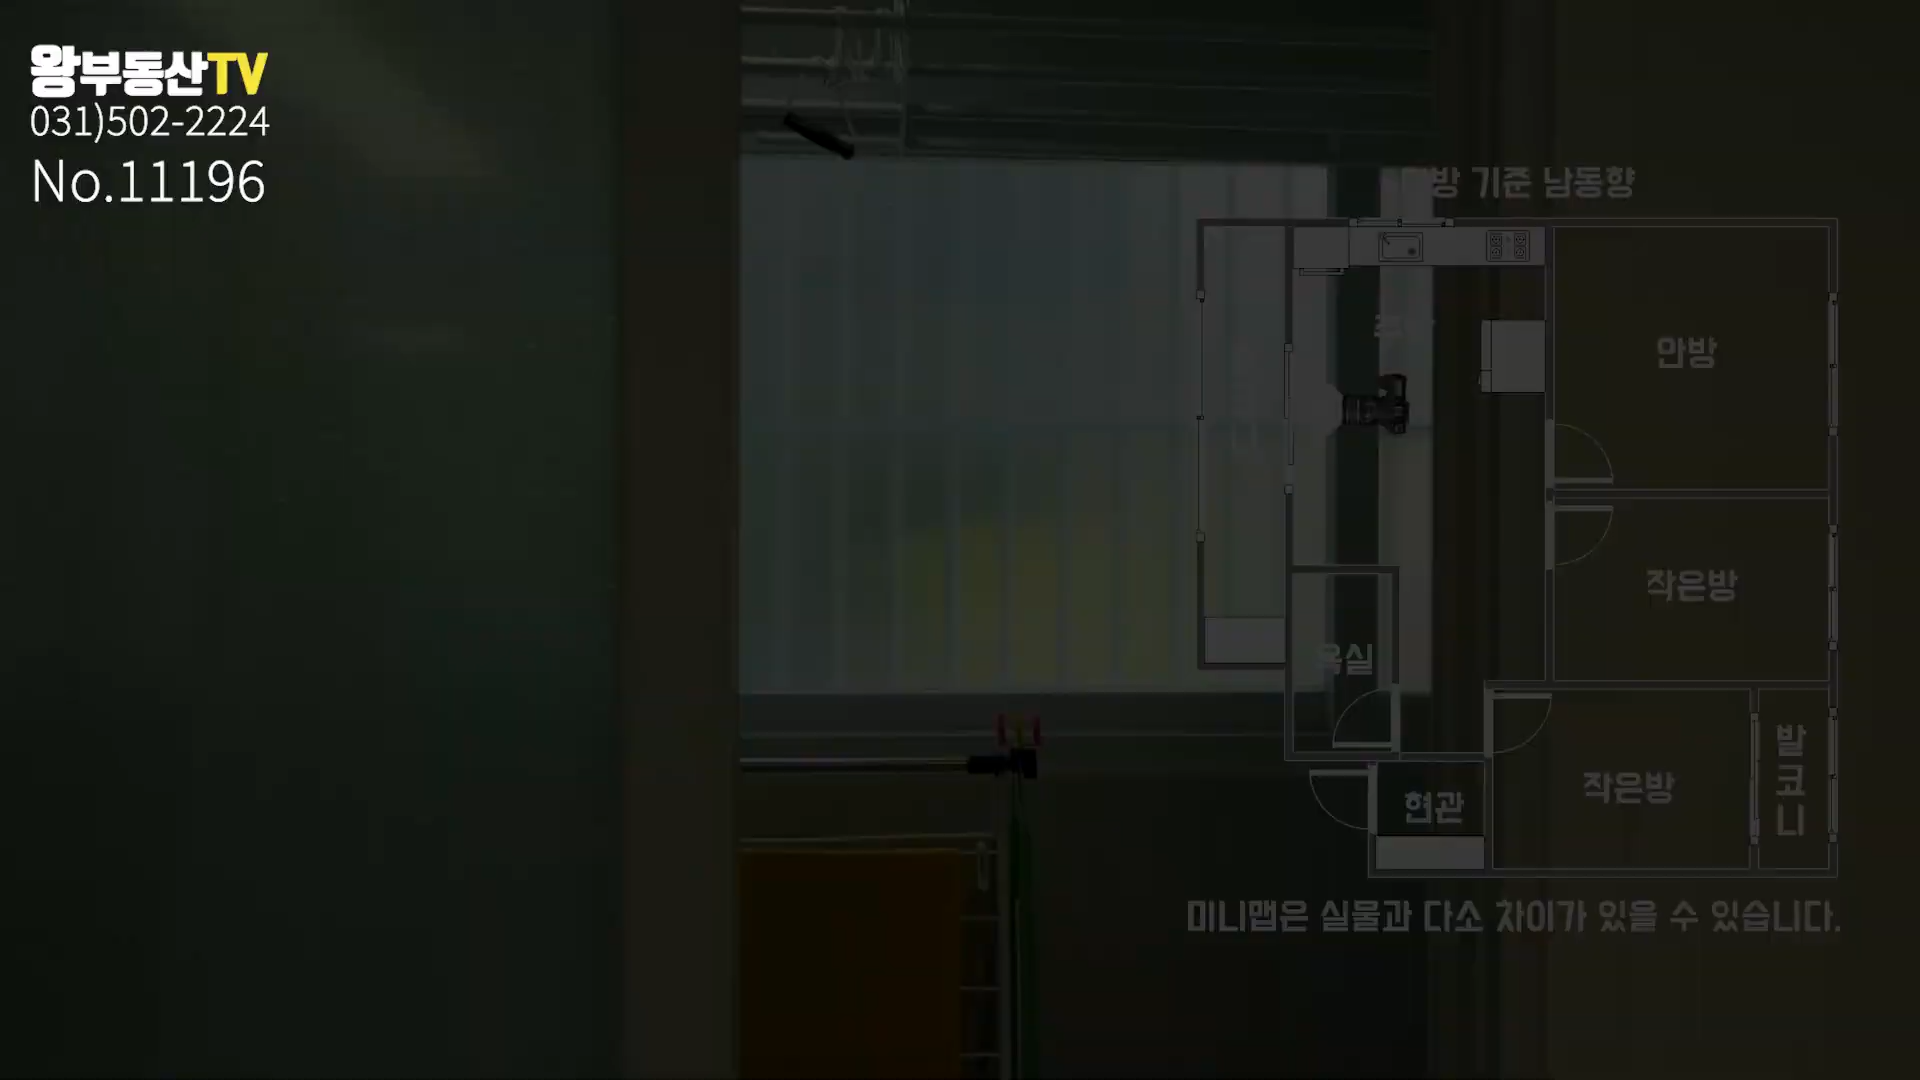 왕부동산TV
031)502-2224
No.11196
기준 남동향
안방
작은방
작은방
발코니
현관
미니맵은 실물과 다소 차이가 있을 수 있습니다.